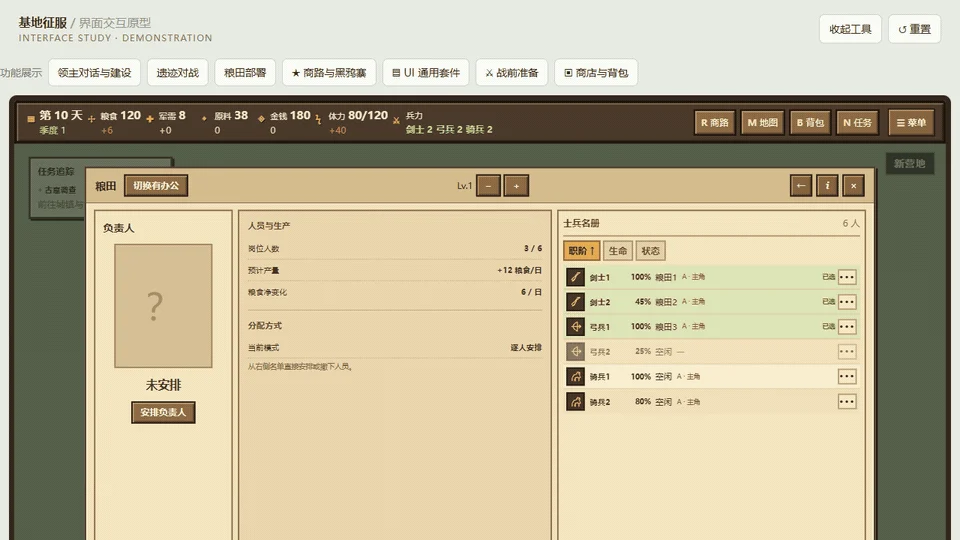 基地征服 / 界面交互原型
INTERFACE STUDY · DEMONSTRATION
收起工具
↺ 重置
功能展示
领主对话与建设
遗迹对战
粮田部署
★ 商路与黑鸦寨
▤ UI 通用套件
⚔ 战前准备
▣ 商店与背包
第 10 天
季度 1
粮食 120
+6
军需 8
+0
原料 38
0
金钱 180
0
体力 80/120
+40
兵力
剑士 2 弓兵 2 骑兵 2
R 商路
M 地图
B 背包
N 任务
☰ 菜单
任务追踪
· 古窟调查
新营地
粮田
切换有办公
Lv.1
−
+
←
i
×
负责人
?
未安排
安排负责人
人员与生产
岗位人数 3 / 6
预计产量 +12 粮食/日
粮食净变化 6 / 日
分配方式
当前模式 逐人安排
从右侧名单直接安排或撤下人员。
士兵名册 6 人
职阶 ↑
生命
状态
剑士1 100% 粮田1 A · 主角 已选 •••
剑士2 45% 粮田2 A · 主角 已选 •••
弓兵1 100% 粮田3 A · 主角 已选 •••
弓兵2 25% 空闲 — •••
骑兵1 100% 空闲 A · 主角 •••
骑兵2 80% 空闲 A · 主角 •••